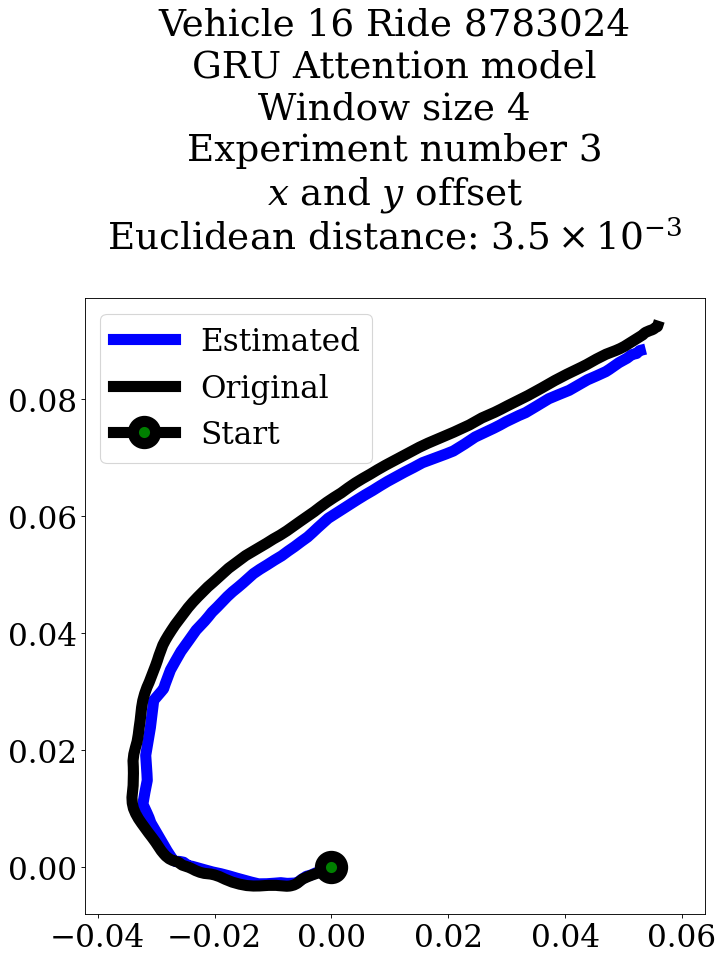 Vehicle 16 Ride 8783024
GRU Attention model
Window size 4
Experiment number 3
x and y offset
Euclidean distance: 3.5 × 10⁻³
Estimated
Original
Start
0.08
0.06
0.04
0.02
0.00
−0.04 −0.02 0.00 0.02 0.04 0.06